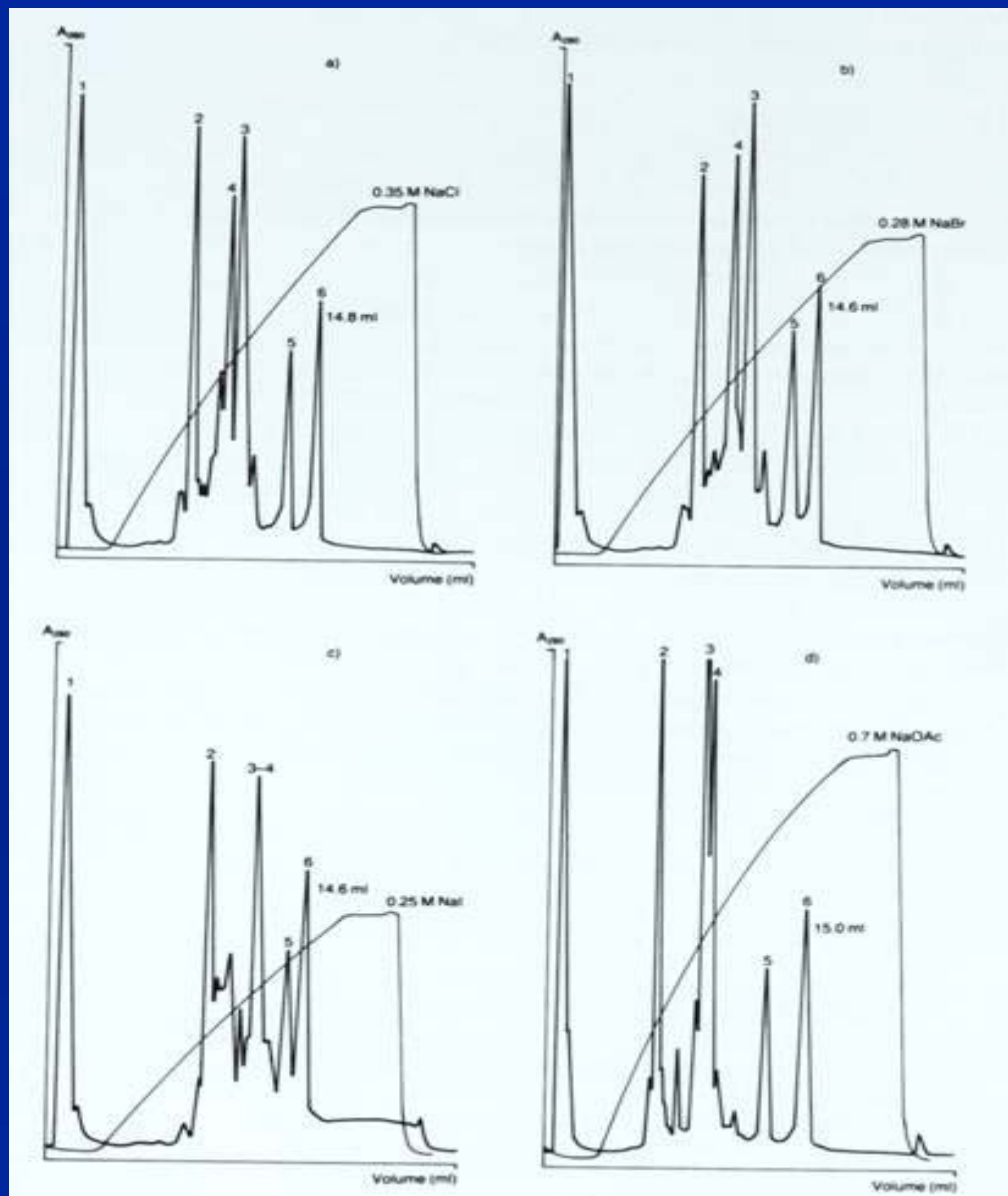 A₂₈₀
a)
1
2
3
4
0.35 M NaCl
6
14.8 ml
5
Volume (ml)
A₂₈₀
b)
1
3
4
2
0.28 M NaBr
6
14.6 ml
5
Volume (ml)
A₂₈₀
c)
1
2
3–4
6
14.6 ml
0.25 M NaI
5
Volume (ml)
A₂₈₀
1
2
3
d)
4
0.7 M NaOAc
6
15.0 ml
5
Volume (ml)